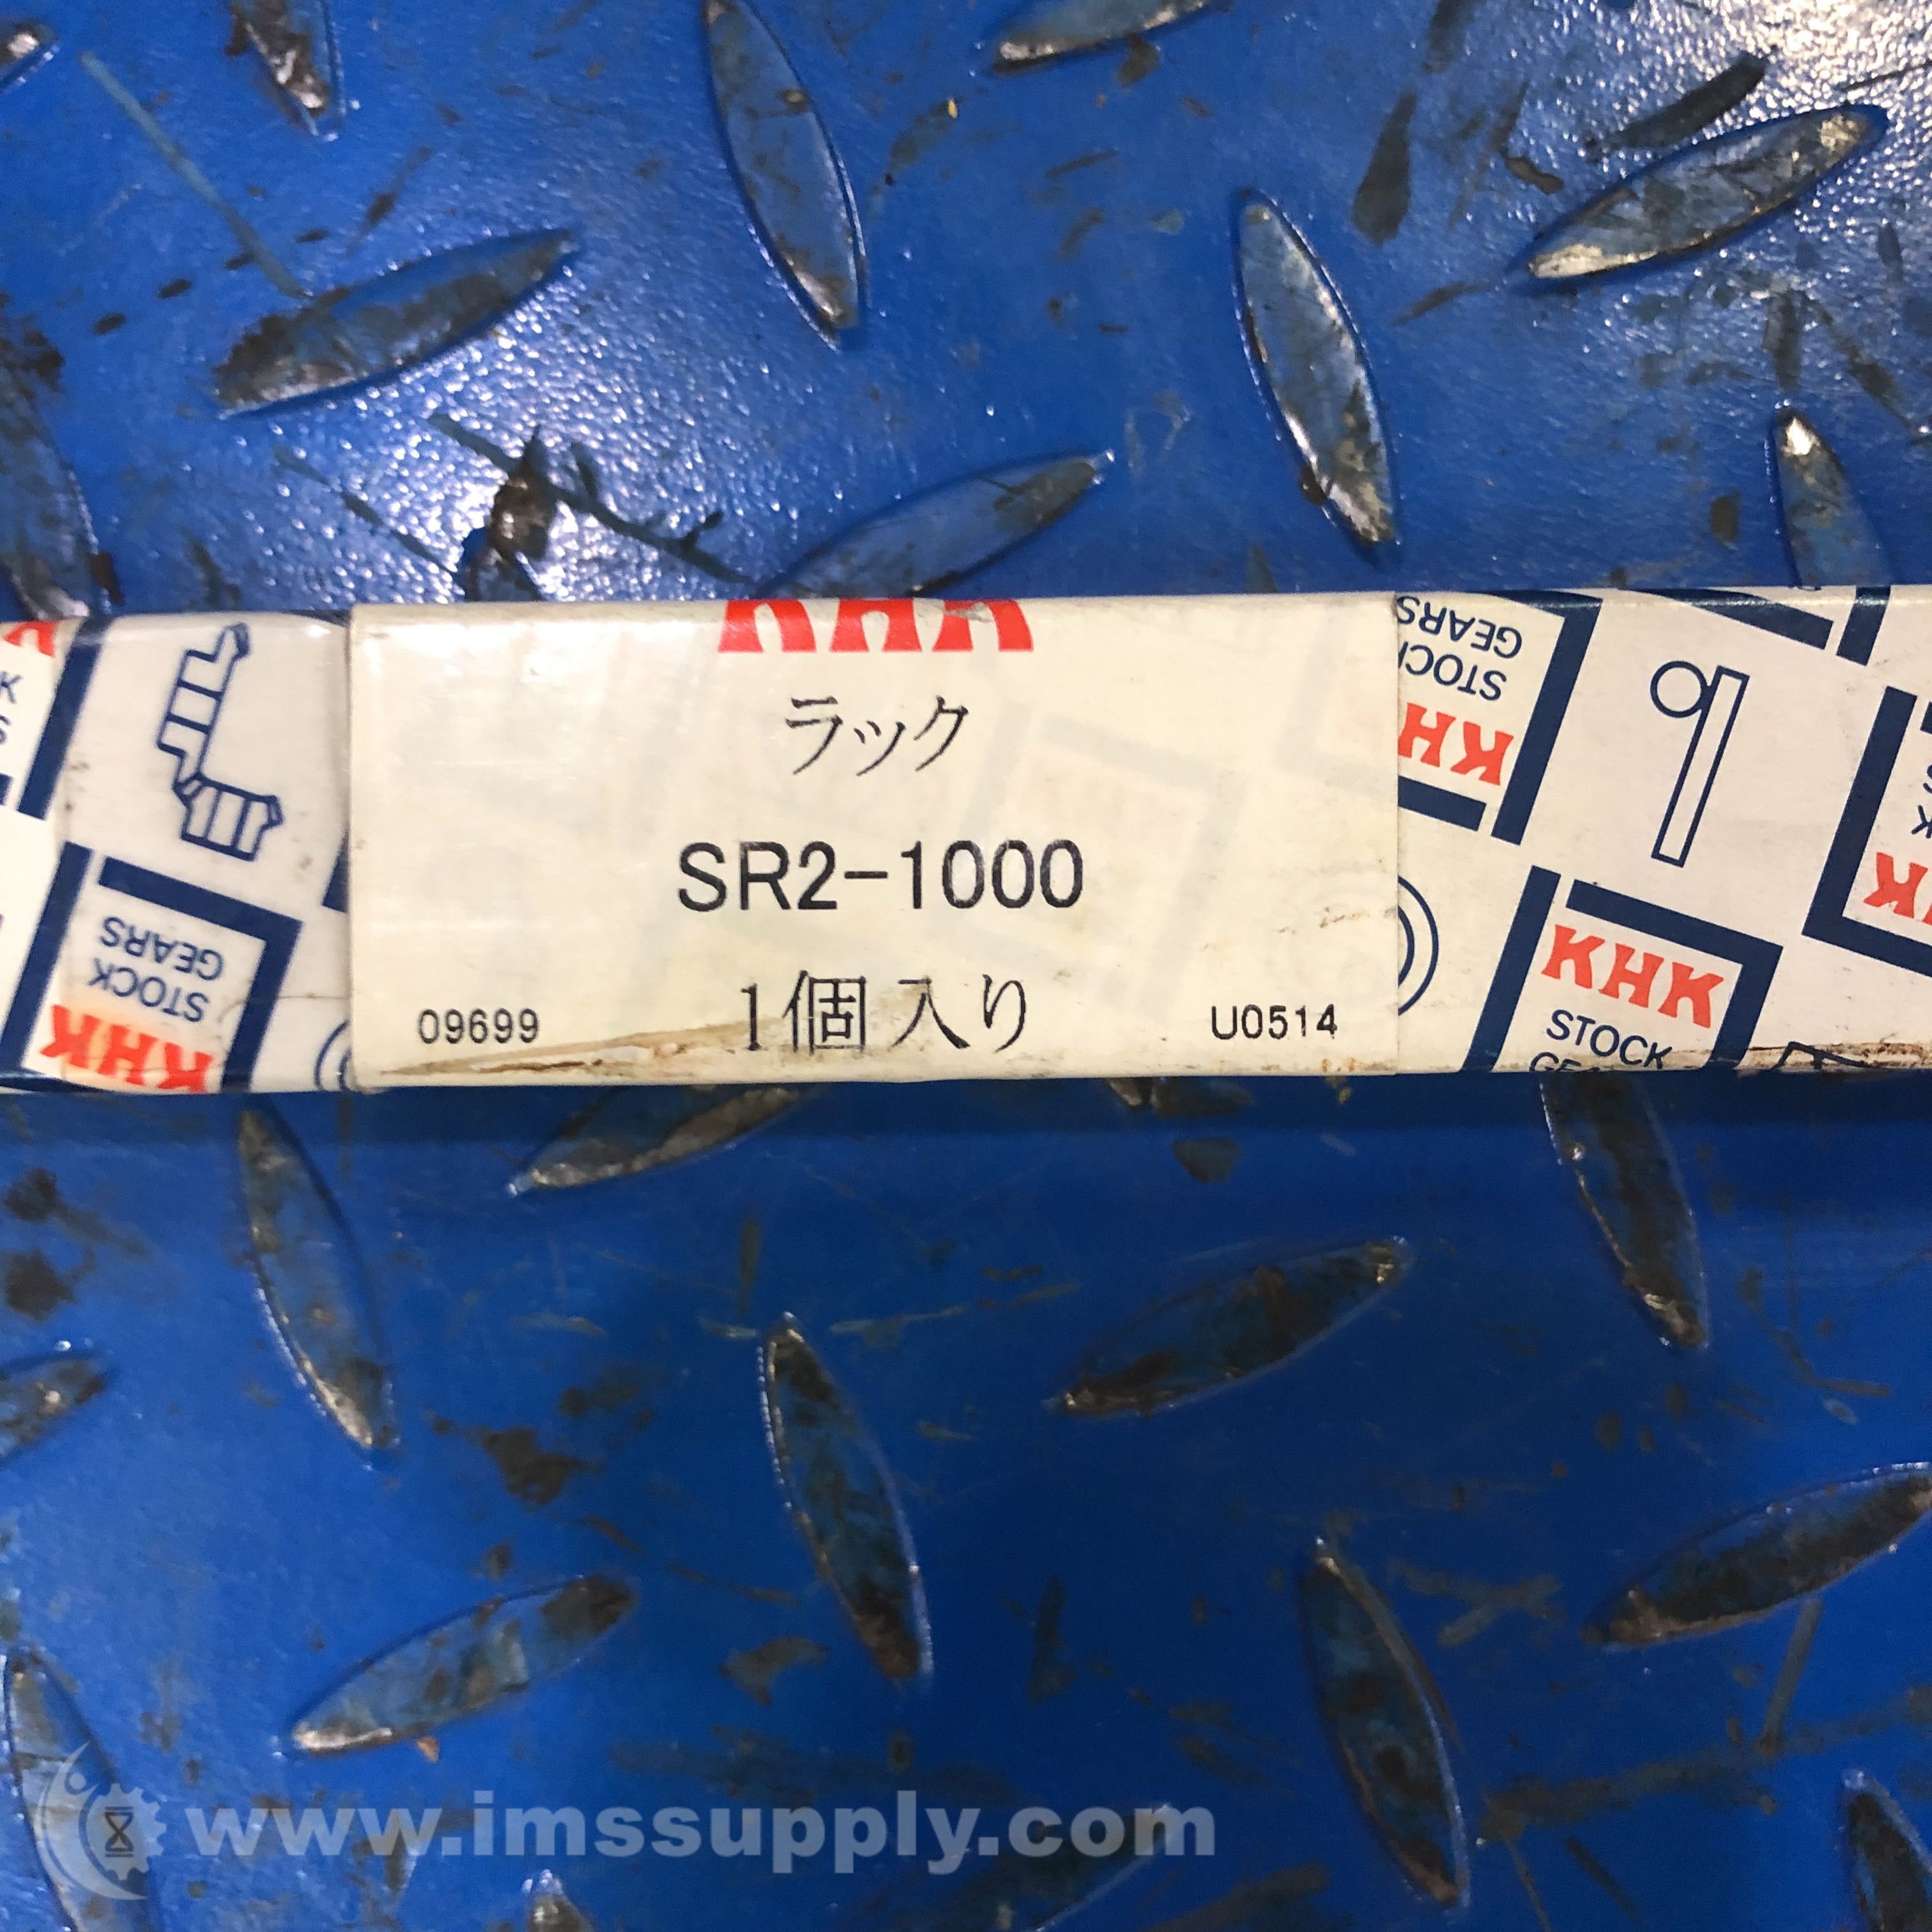 KHK
ラック
SR2-1000
09699 1個入り U0514
STOCK
GEARS
KHK
STOCK
GEARS
KHK
KHK
STOCK
www.imssupply.com